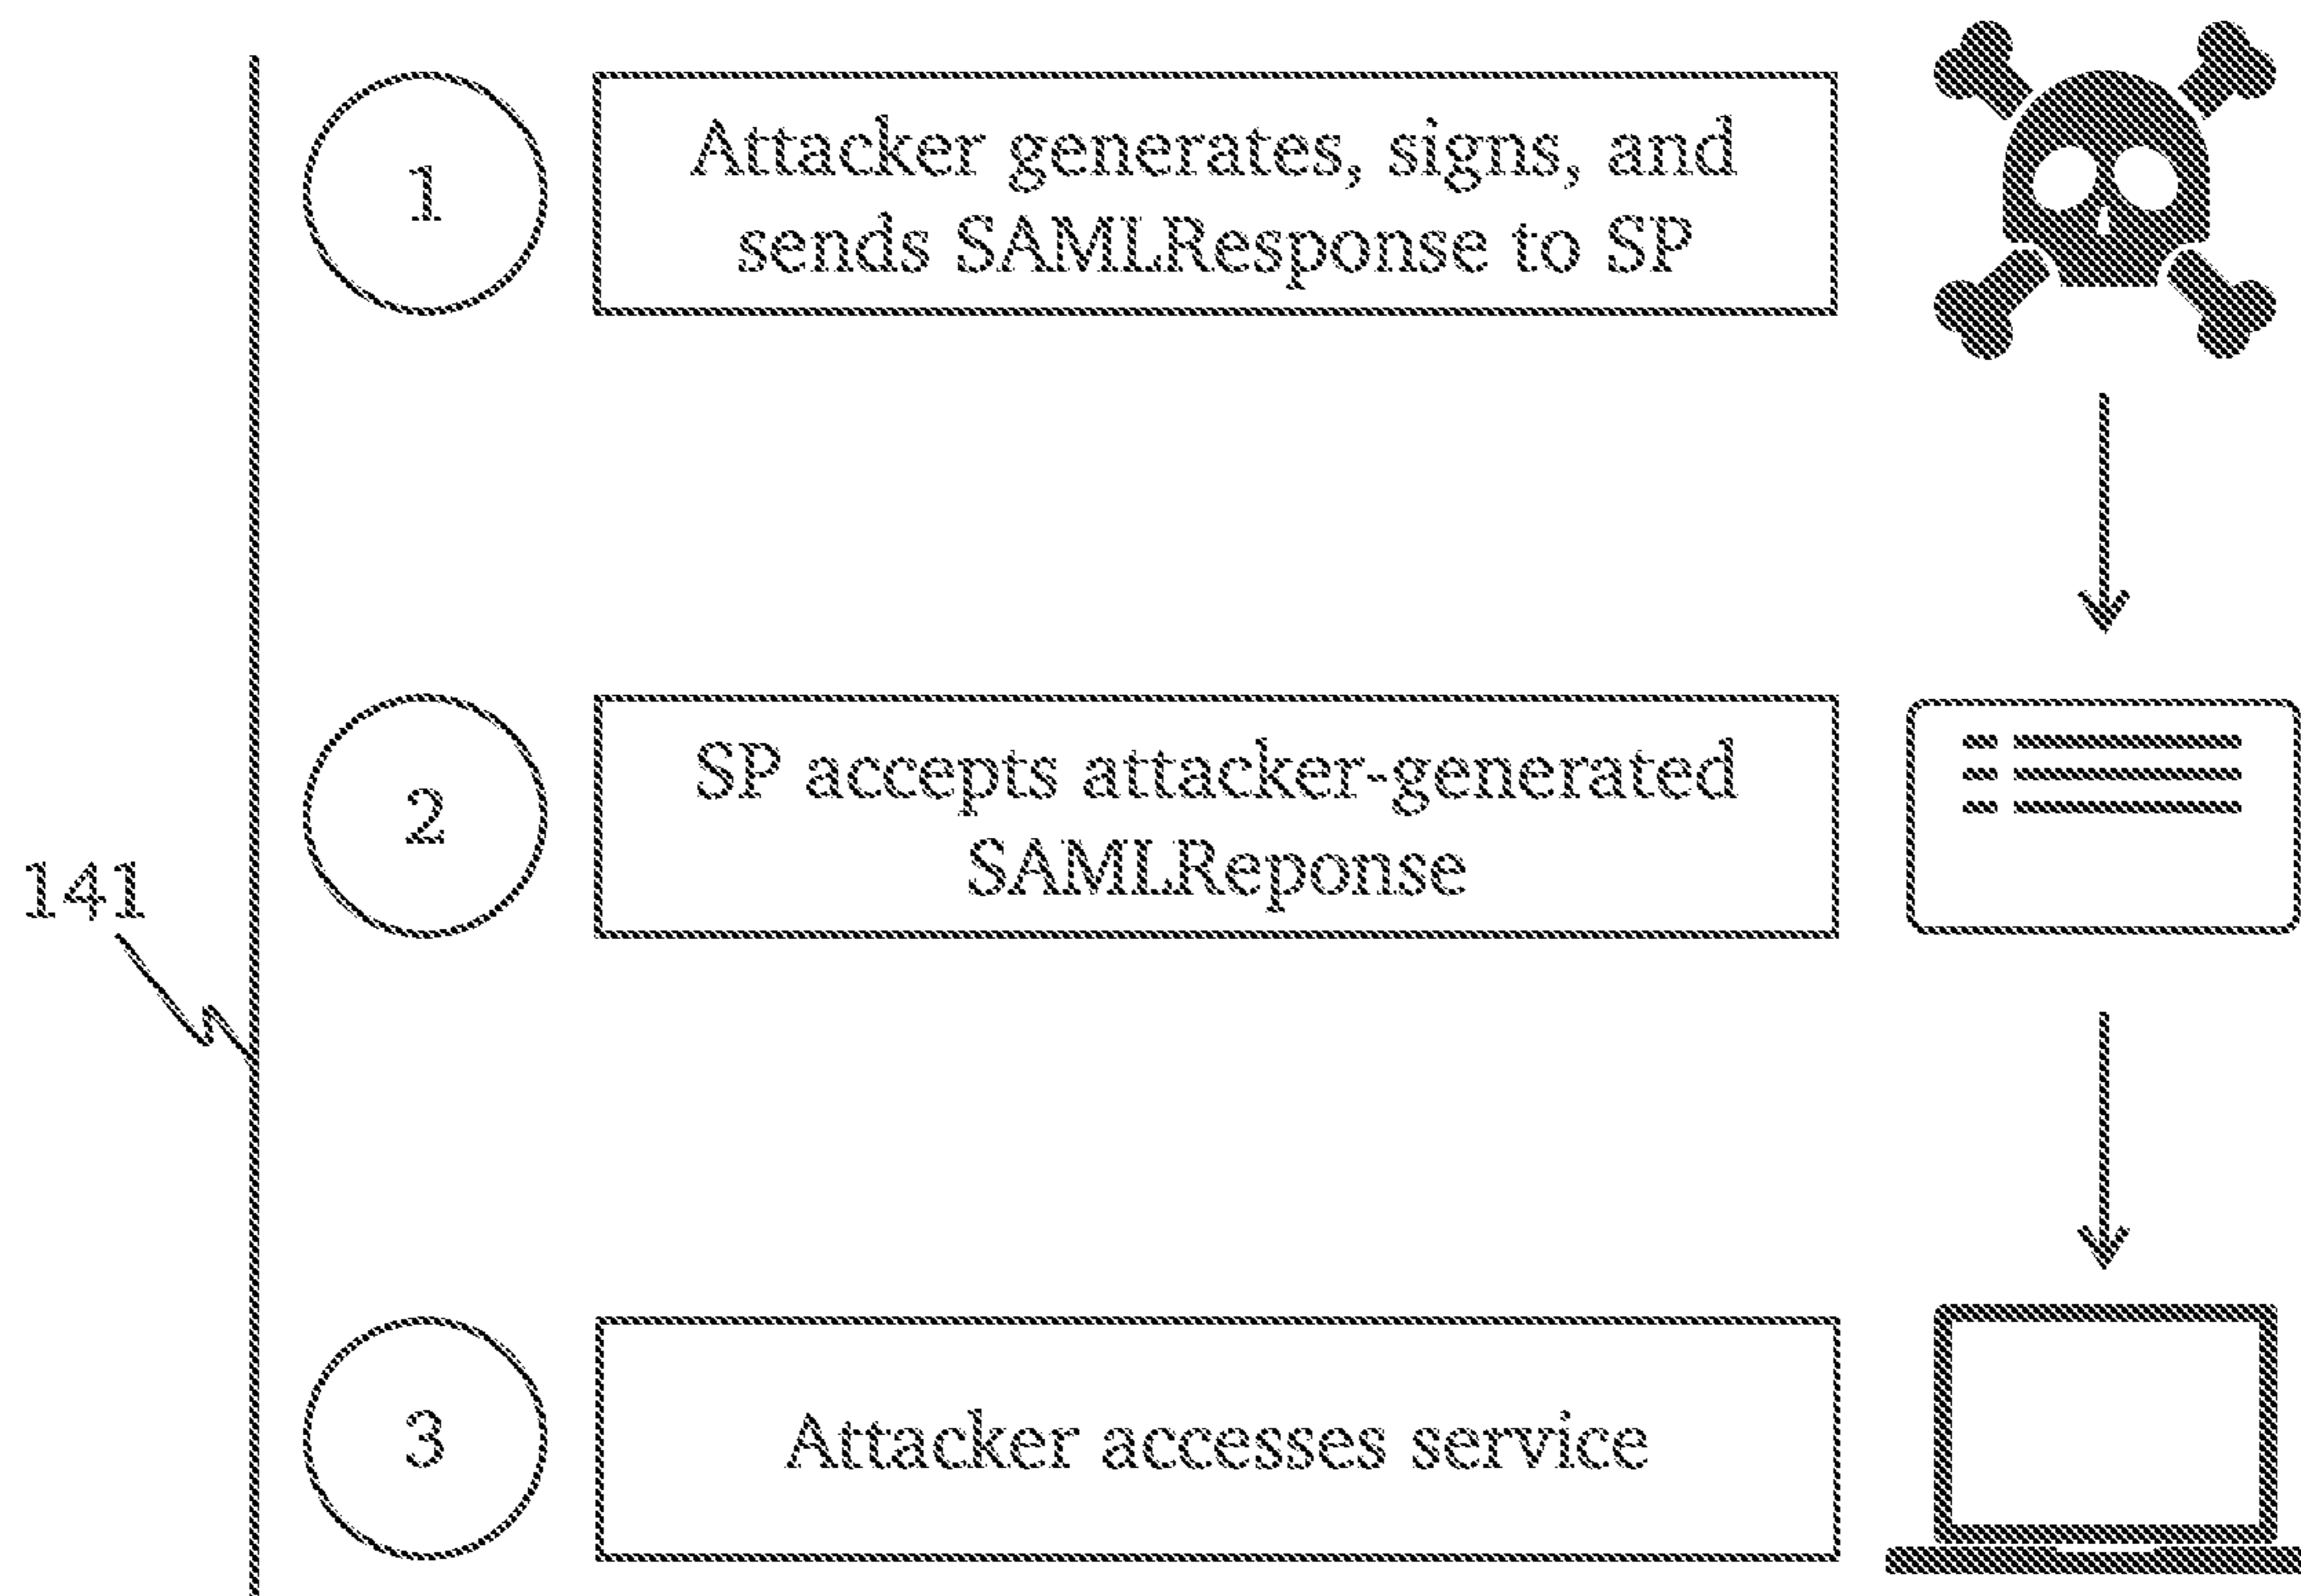 1
Attacker generates, signs, and
sends SAMLResponse to SP
2
SP accepts attacker-generated
SAMLReponse
141
3
Attacker accesses service